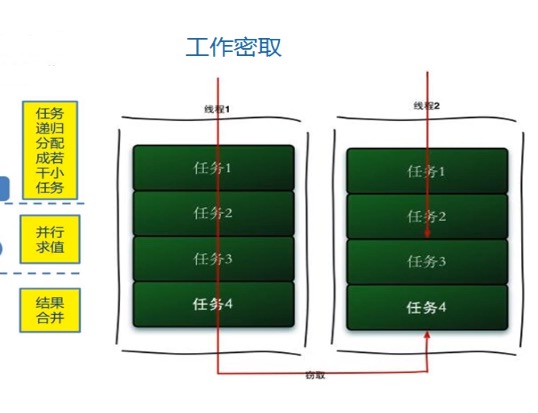 工作密取
任务
递归
分配
成若
干小
任务
并行
求值
结果
合并
线程1
任务1
任务2
任务3
任务4
线程2
任务1
任务2
任务3
任务4
窃取